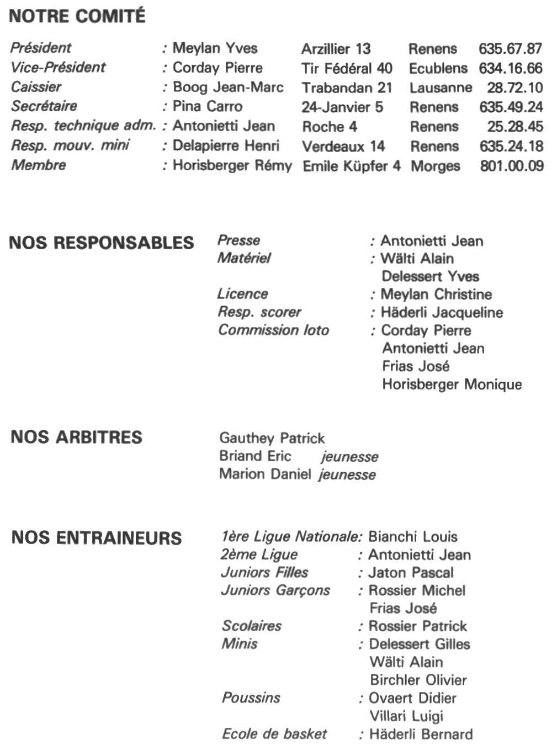 NOTRE COMITÉ
Président : Meylan Yves Arzillier 13 Renens 635.67.87
Vice-Président : Corday Pierre Tir Fédéral 40 Ecublens 634.16.66
Caissier : Boog Jean-Marc Trabandan 21 Lausanne 28.72.10
Secrétaire : Pina Carro 24-Janvier 5 Renens 635.49.24
Resp. technique adm. : Antonietti Jean Roche 4 Renens 25.28.45
Resp. mouv. mini : Delapierre Henri Verdeaux 14 Renens 635.24.18
Membre : Horisberger Rémy Emile Küpfer 4 Morges 801.00.09
NOS RESPONSABLES Presse : Antonietti Jean
Matériel : Wälti Alain
Delessert Yves
Licence : Meylan Christine
Resp. scorer : Häderli Jacqueline
Commission loto : Corday Pierre
Antonietti Jean
Frias José
Horisberger Monique
NOS ARBITRES Gauthey Patrick
Briand Eric jeunesse
Marion Daniel jeunesse
NOS ENTRAINEURS 1ère Ligue Nationale: Bianchi Louis
2ème Ligue : Antonietti Jean
Juniors Filles : Jaton Pascal
Juniors Garçons : Rossier Michel
Frias José
Scolaires : Rossier Patrick
Minis : Delessert Gilles
Wälti Alain
Birchler Olivier
Poussins : Ovaert Didier
Villari Luigi
Ecole de basket : Häderli Bernard